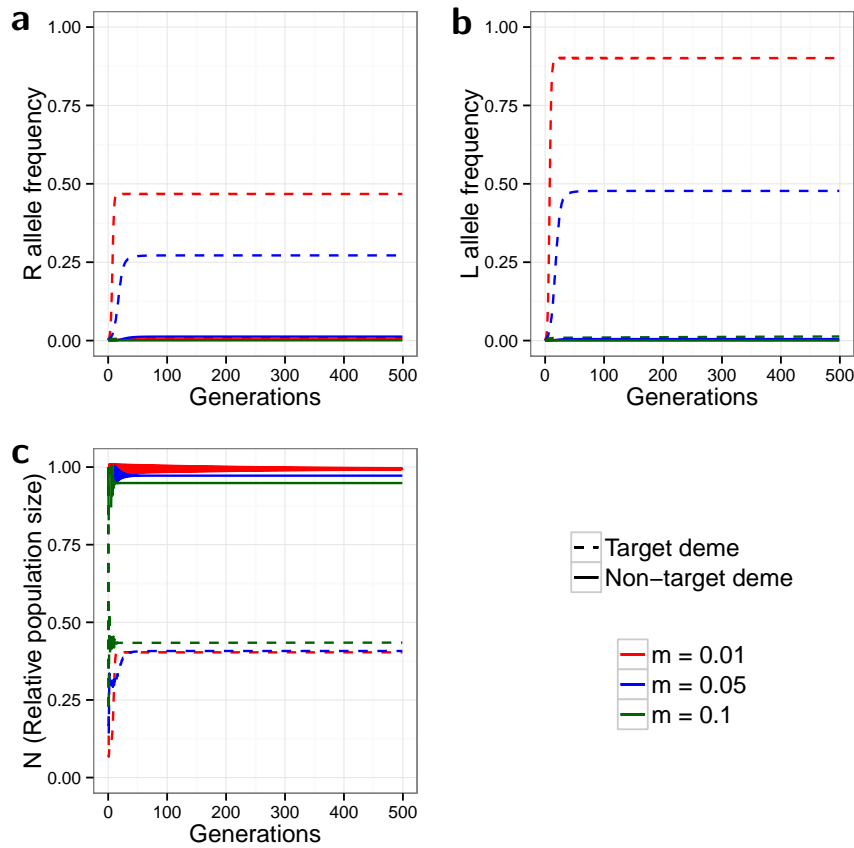 a
R allele frequency
1.00
0.75
0.50
0.25
0.00
0 100 200 300 400 500
Generations
b
L allele frequency
1.00
0.75
0.50
0.25
0.00
0 100 200 300 400 500
Generations
c
N (Relative population size)
1.00
0.75
0.50
0.25
0.00
0 100 200 300 400 500
Generations
Target deme
Non−target deme
m = 0.01
m = 0.05
m = 0.1